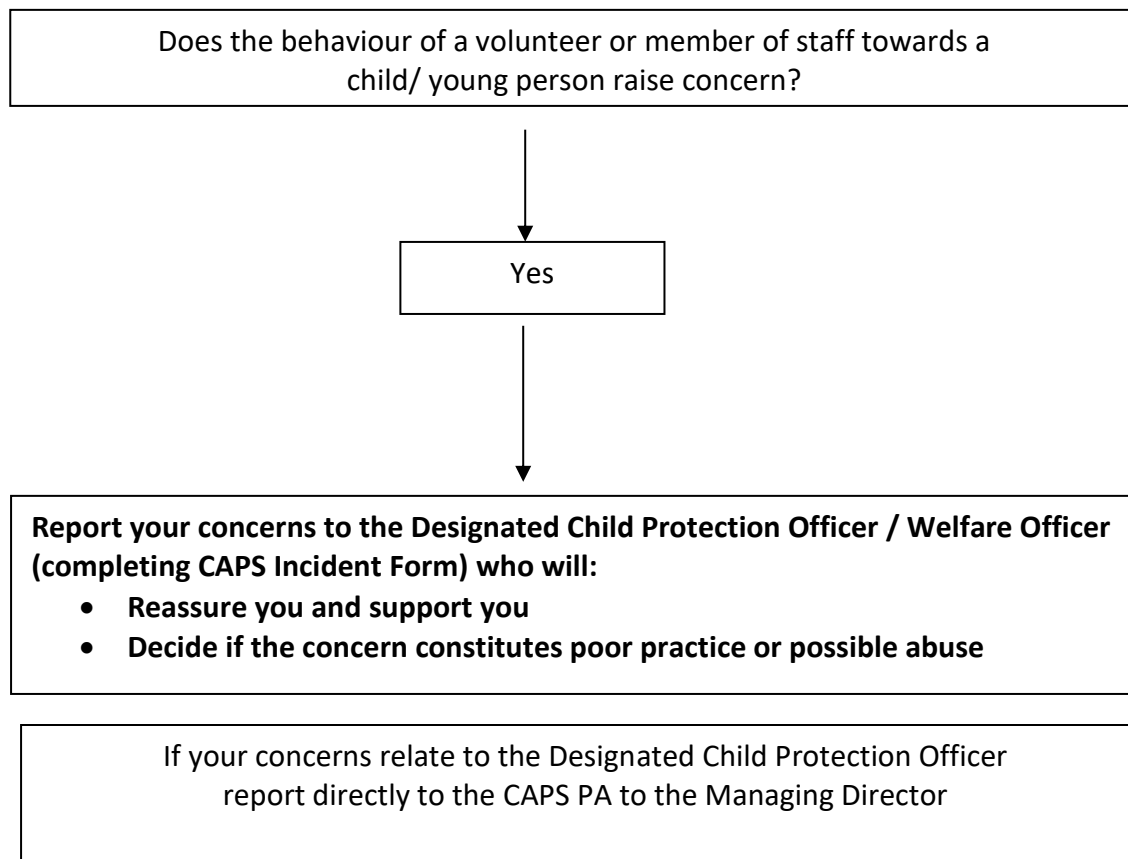 Does the behaviour of a volunteer or member of staff towards a
child/ young person raise concern?
Yes
Report your concerns to the Designated Child Protection Officer / Welfare Officer
(completing CAPS Incident Form) who will:
• Reassure you and support you
• Decide if the concern constitutes poor practice or possible abuse
If your concerns relate to the Designated Child Protection Officer
report directly to the CAPS PA to the Managing Director